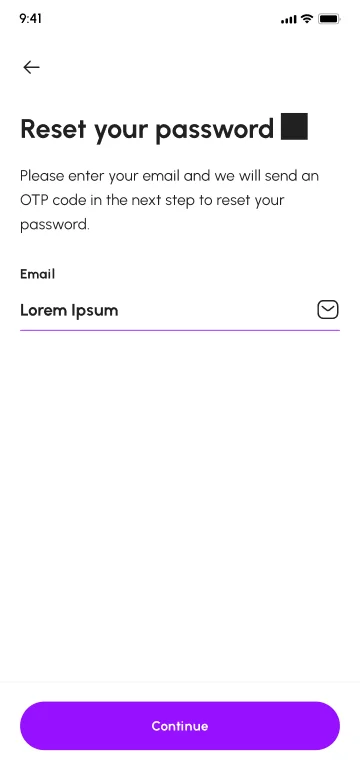 9:41
Reset your password
Please enter your email and we will send an
OTP code in the next step to reset your
password.
Email
Lorem Ipsum
Continue